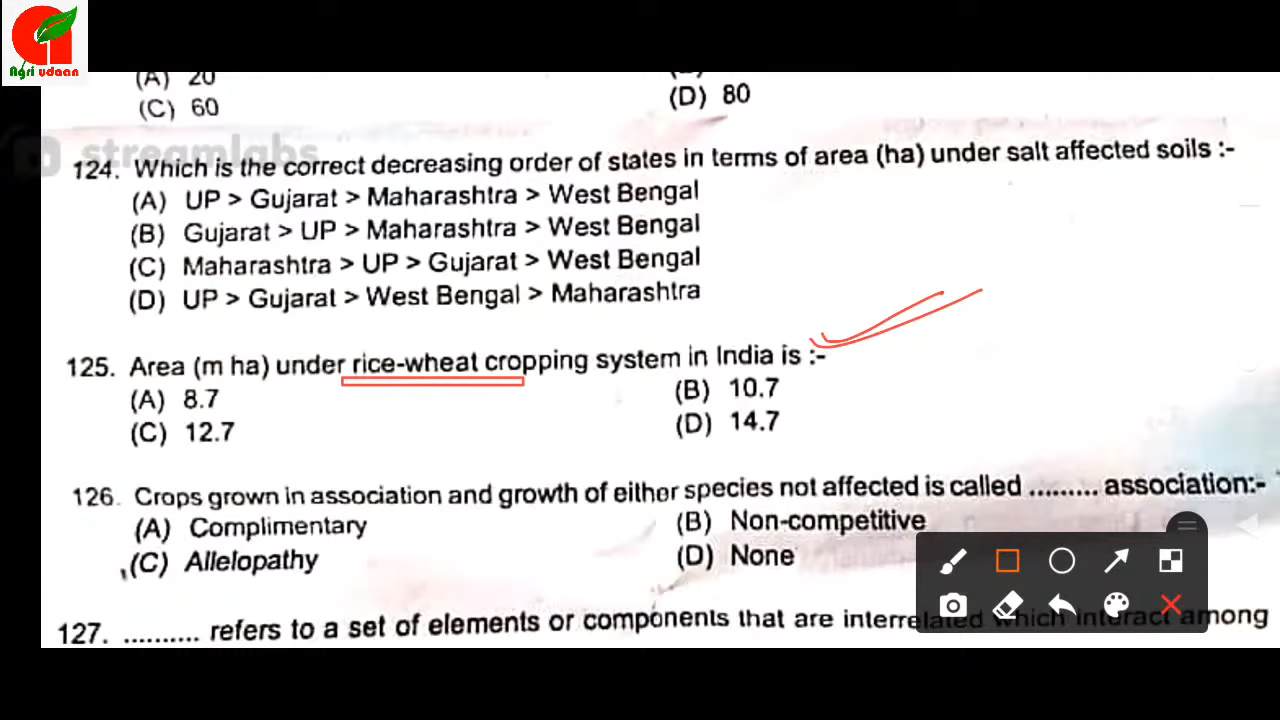 Agri udaan
(A) 20
(C) 60
(D) 80
streamlabs
124. Which is the correct decreasing order of states in terms of area (ha) under salt affected soils :-
(A) UP > Gujarat > Maharashtra > West Bengal
(B) Gujarat > UP > Maharashtra > West Bengal
(C) Maharashtra > UP > Gujarat > West Bengal
(D) UP > Gujarat > West Bengal > Maharashtra
125. Area (m ha) under rice-wheat cropping system in India is :-
(A) 8.7
(B) 10.7
(C) 12.7
(D) 14.7
126. Crops grown in association and growth of either species not affected is called ......... association:-
(A) Complimentary
(B) Non-competitive
(C) Allelopathy
(D) None
127. .......... refers to a set of elements or components that are interrelated which interact among